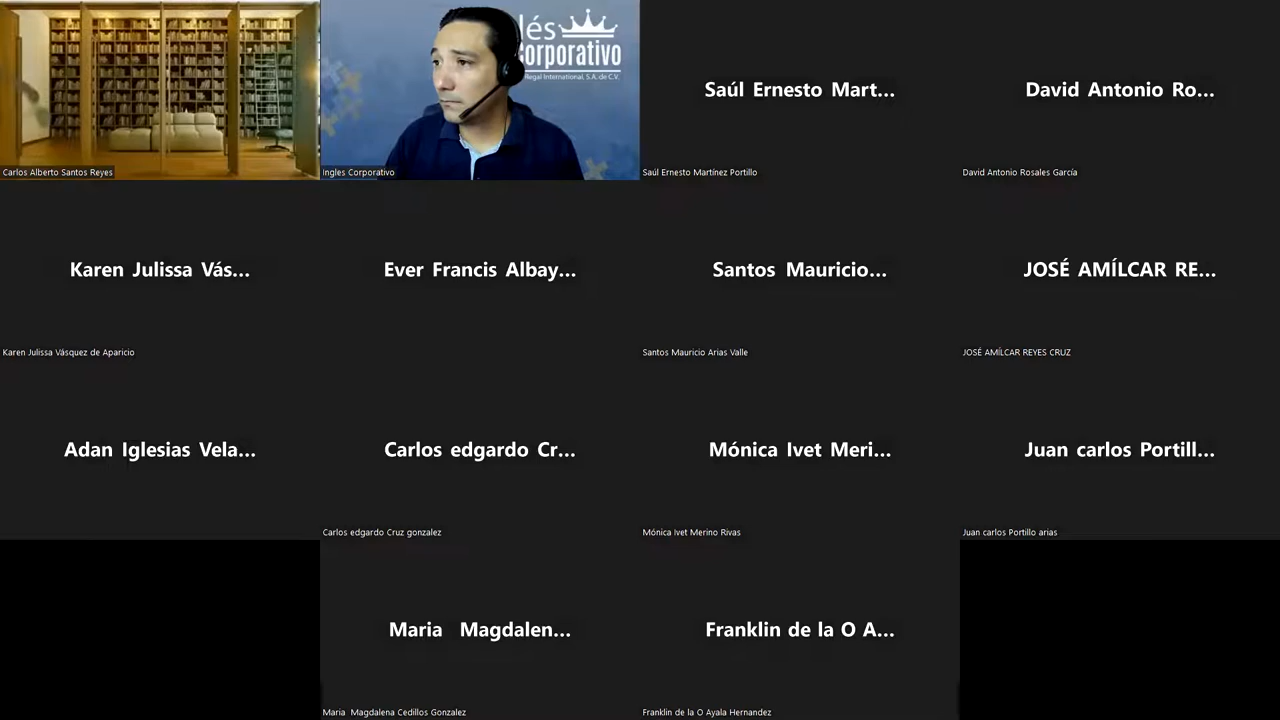 Carlos Alberto Santos Reyes
lés
orporativo
Regal International, S.A. de C.V.
Ingles Corporativo
Saúl Ernesto Mart...
Saúl Ernesto Martínez Portillo
David Antonio Ro...
David Antonio Rosales García
Karen Julissa Vás...
Karen Julissa Vásquez de Aparicio
Ever Francis Albay...
Santos Mauricio...
Santos Mauricio Arias Valle
JOSÉ AMÍLCAR RE...
JOSÉ AMÍLCAR REYES CRUZ
Adan Iglesias Vela...
Carlos edgardo Cr...
Carlos edgardo Cruz gonzalez
Mónica Ivet Meri...
Mónica Ivet Merino Rivas
Juan carlos Portill...
Juan carlos Portillo arias
Maria Magdalen...
Maria Magdalena Cedillos Gonzalez
Franklin de la O A...
Franklin de la O Ayala Hernandez